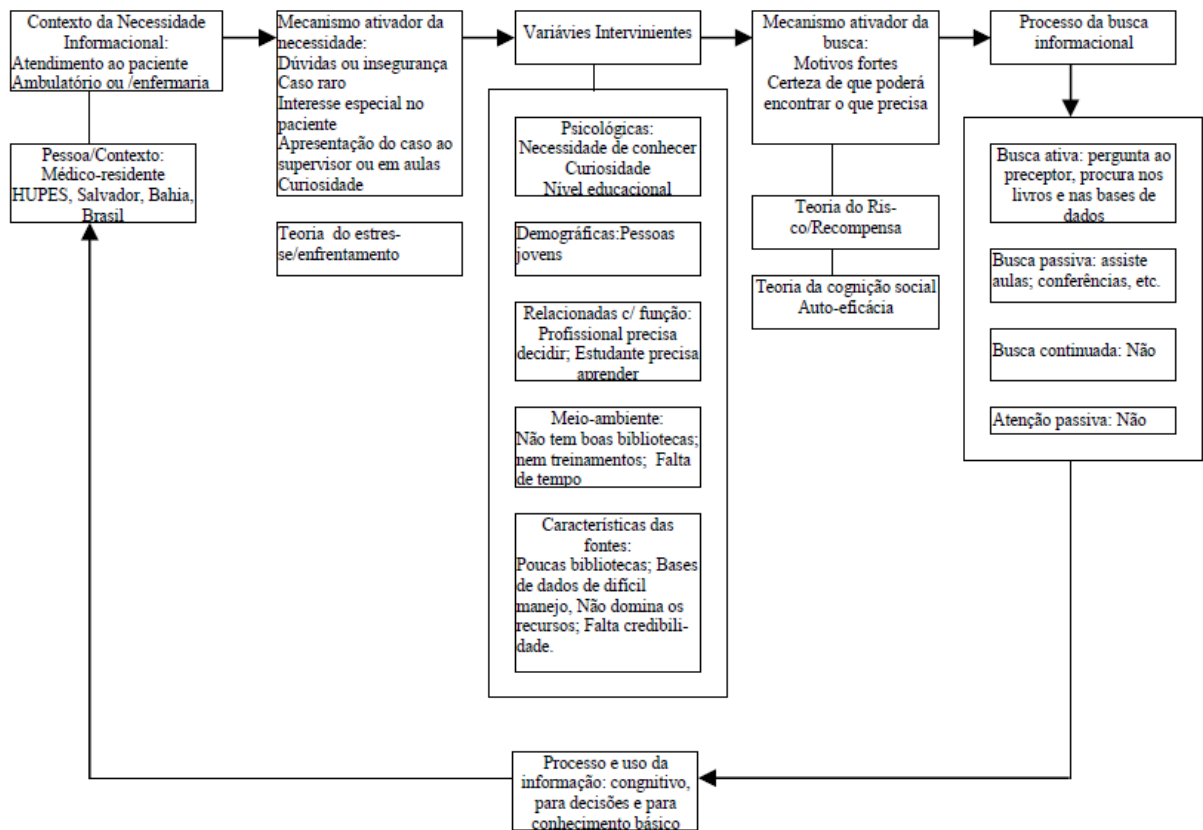 Contexto da Necessidade
Informacional:
Atendimento ao paciente
Ambulatório ou /enfermaria
Pessoa/Contexto:
Médico-residente
HUPES, Salvador, Bahia,
Brasil
Mecanismo ativador da
necessidade:
Dúvidas ou insegurança
Caso raro
Interesse especial no
paciente
Apresentação do caso ao
supervisor ou em aulas
Curiosidade
Teoria do estres-
se/enfrentamento
Variávies Intervinientes
Psicológicas:
Necessidade de conhecer
Curiosidade
Nível educacional
Demográficas:Pessoas
jovens
Relacionadas c/ função:
Profissional precisa
decidir; Estudante precisa
aprender
Meio-ambiente:
Não tem boas bibliotecas;
nem treinamentos; Falta
de tempo
Características das
fontes:
Poucas bibliotecas; Bases
de dados de difícil
manejo, Não domina os
recursos; Falta credibili-
dade.
Mecanismo ativador da
busca:
Motivos fortes
Certeza de que poderá
encontrar o que precisa
Teoria do Ris-
co/Recompensa
Teoria da cognição social
Auto-eficácia
Processo da busca
informacional
Busca ativa: pergunta ao
preceptor, procura nos
livros e nas bases de
dados
Busca passiva: assiste
aulas; conferências, etc.
Busca continuada: Não
Atenção passiva: Não
Processo e uso da
informação: congnitivo,
para decisões e para
conhecimento básico